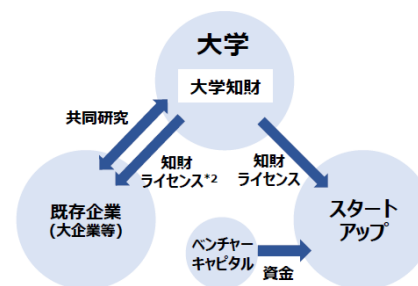 大学
大学知財
共同研究
知財
ライセンス*2
知財
ライセンス
既存企業
(大企業等)
スタート
アップ
ベンチャー
キャピタル
資金